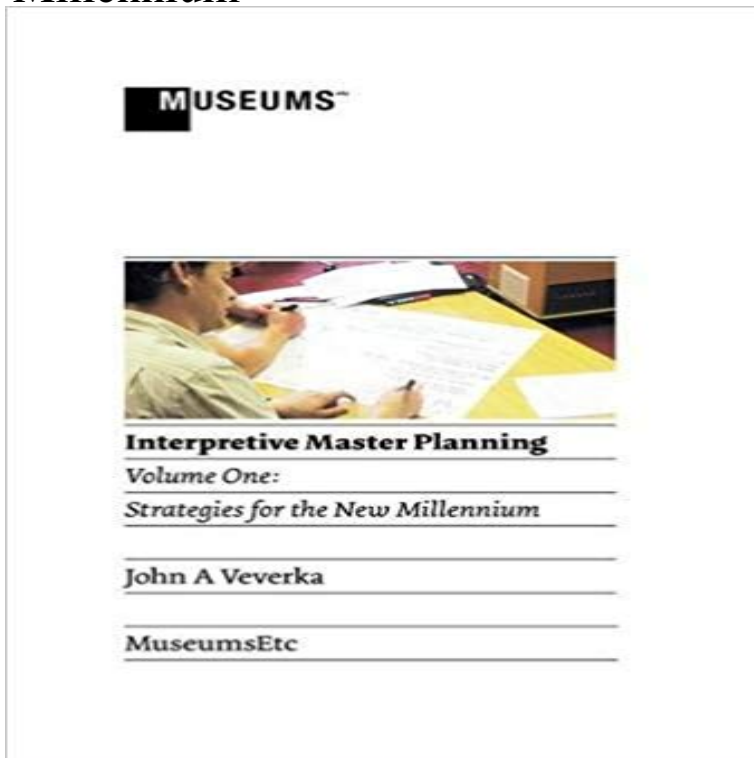 MUSEUMS
Interpretive Master Planning
Volume One:
Strategies for the New Millennium
John A Veverka
MuseumsEtc